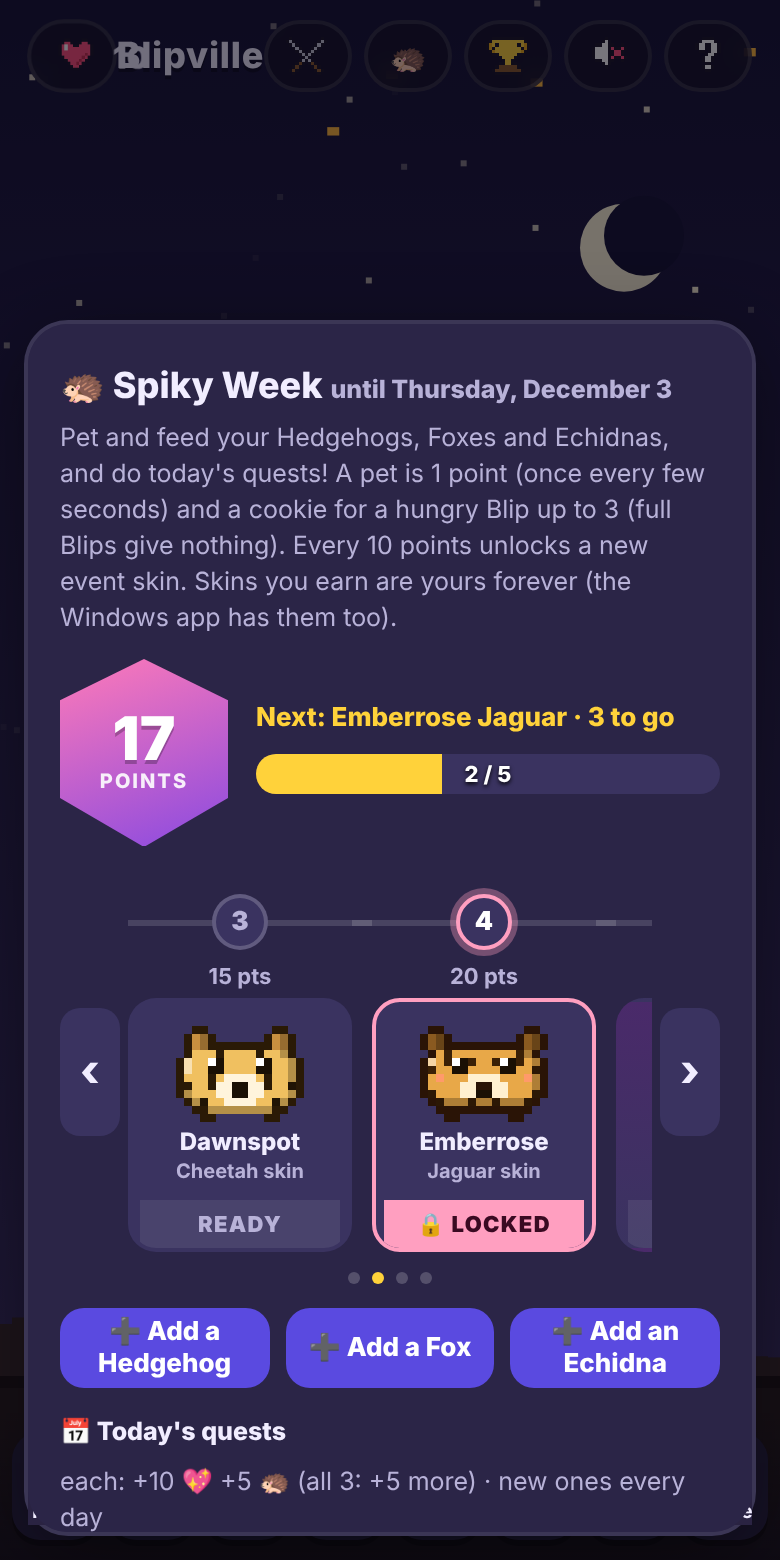 Blipville
?
🦔 Spiky Week until Thursday, December 3
Pet and feed your Hedgehogs, Foxes and Echidnas,
and do today's quests! A pet is 1 point (once every few
seconds) and a cookie for a hungry Blip up to 3 (full
Blips give nothing). Every 10 points unlocks a new
event skin. Skins you earn are yours forever (the
Windows app has them too).
17
POINTS
Next: Emberrose Jaguar · 3 to go
2 / 5
3
4
15 pts
20 pts
‹
›
Dawnspot
Emberrose
Cheetah skin
Jaguar skin
READY
🔒 LOCKED
➕ Add a
Hedgehog
➕ Add a Fox
➕ Add an
Echidna
📅 Today's quests
each: +10 💖 +5 🦔 (all 3: +5 more) · new ones every
day